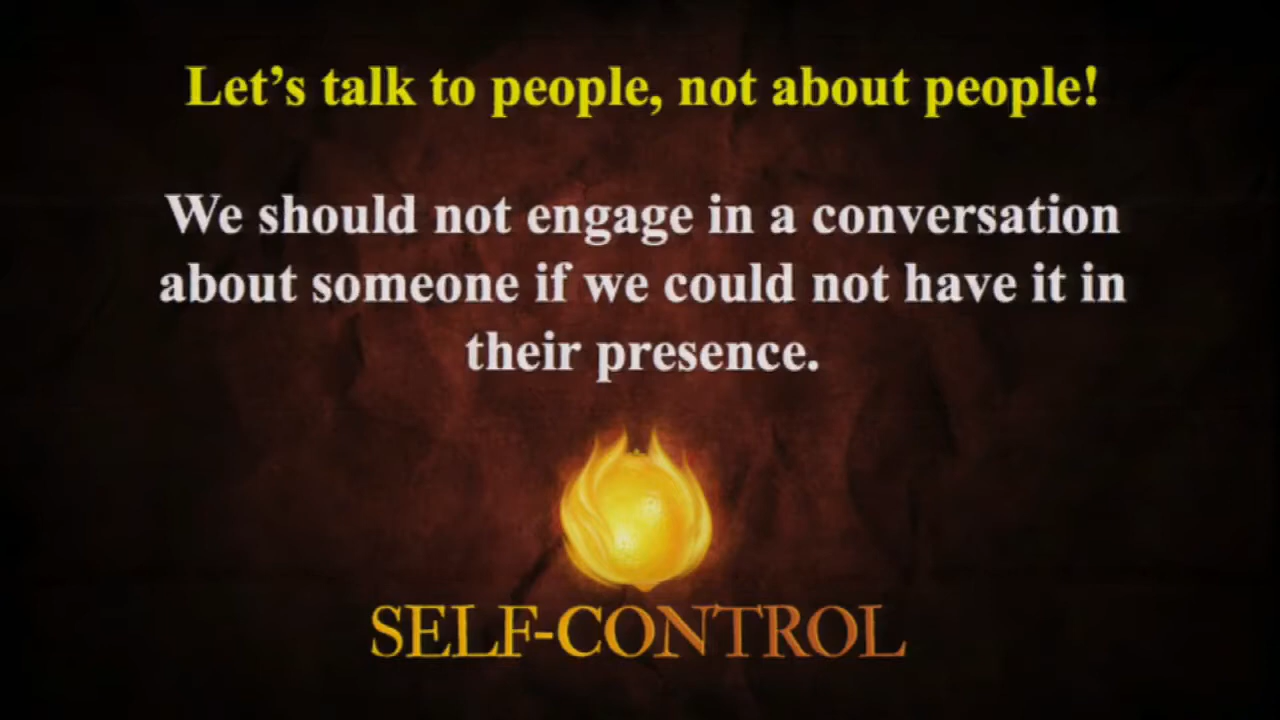 Let’s talk to people, not about people!
We should not engage in a conversation
about someone if we could not have it in
their presence.
SELF-CONTROL